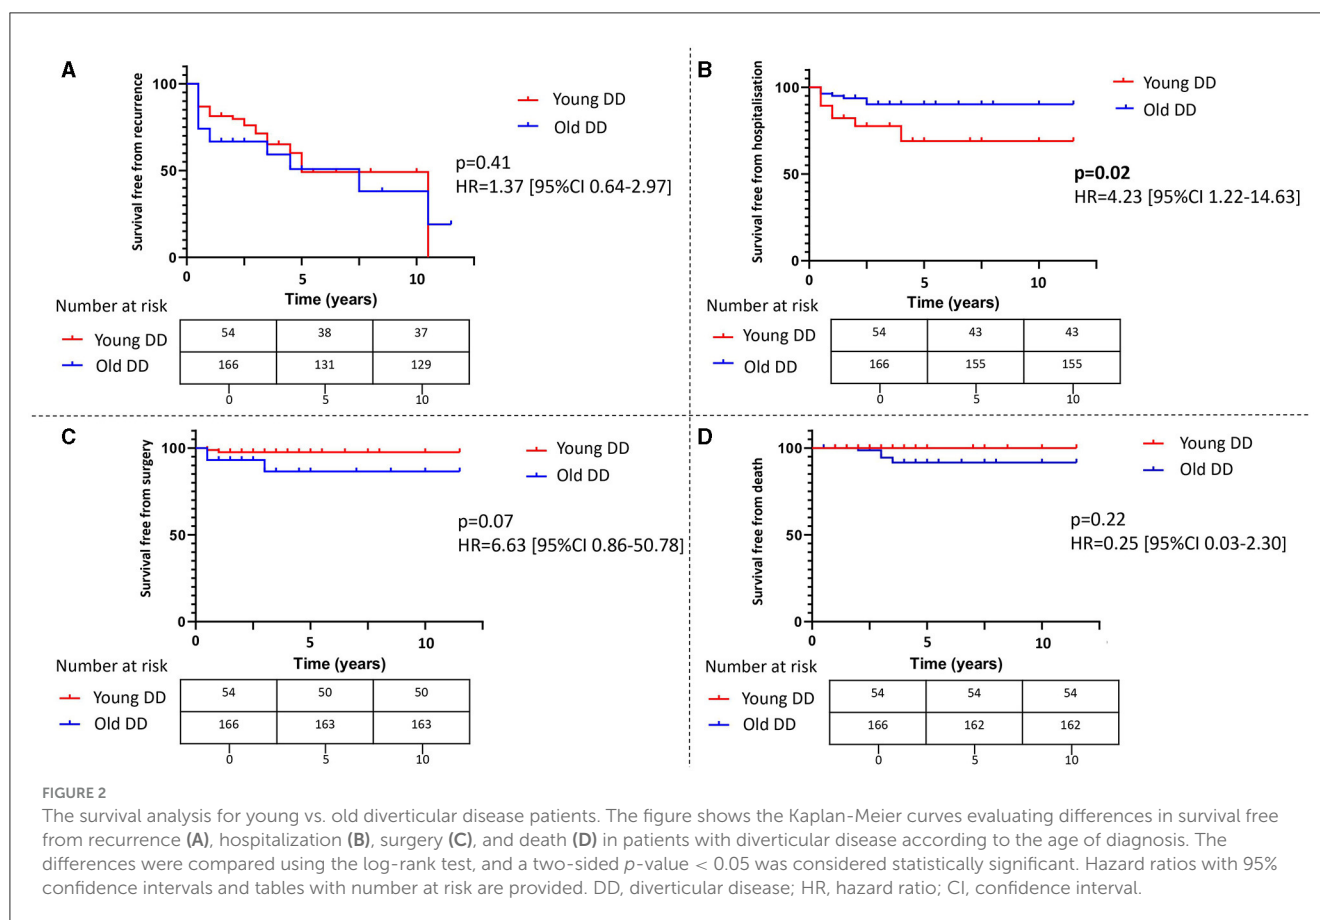 A
Survival free from recurrence
100
50
0
0
5
10
Time (years)
Young DD
Old DD
p=0.41
HR=1.37 [95%CI 0.64-2.97]
Number at risk
Young DD
54
38
37
Old DD
166
131
129
0
5
10
B
Survival free from hospitalisation
100
50
0
0
5
10
Time (years)
Young DD
Old DD
p=0.02
HR=4.23 [95%CI 1.22-14.63]
Number at risk
Young DD
54
43
43
Old DD
166
155
155
0
5
10
C
Survival free from surgery
100
50
0
0
5
10
Time (years)
Young DD
Old DD
p=0.07
HR=6.63 [95%CI 0.86-50.78]
Number at risk
Young DD
54
50
50
Old DD
166
163
163
0
5
10
D
Survival free from death
100
50
0
0
5
10
Time (years)
Young DD
Old DD
p=0.22
HR=0.25 [95%CI 0.03-2.30]
Number at risk
Young DD
54
54
54
Old DD
166
162
162
0
5
10
FIGURE 2
The survival analysis for young vs. old diverticular disease patients. The figure shows the Kaplan-Meier curves evaluating differences in survival free
from recurrence (A), hospitalization (B), surgery (C), and death (D) in patients with diverticular disease according to the age of diagnosis. The
differences were compared using the log-rank test, and a two-sided p-value < 0.05 was considered statistically significant. Hazard ratios with 95%
confidence intervals and tables with number at risk are provided. DD, diverticular disease; HR, hazard ratio; CI, confidence interval.